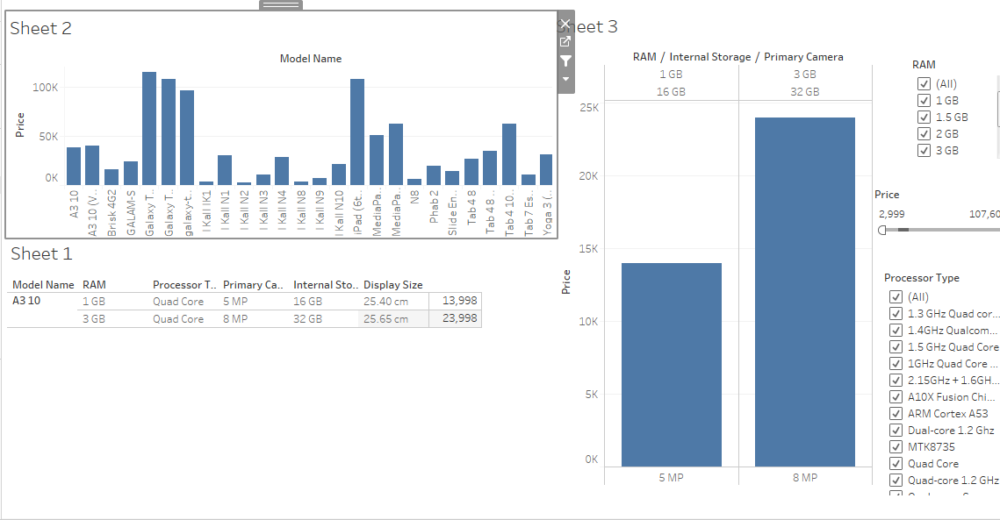 Sheet 2
Model Name
Price
100K
50K
0K
A3 10
A3 10 (V..
Brisk 4G2
GALAM-S
Galaxy T..
Galaxy T..
galaxy-t..
I Kall IK1
I Kall N1
I Kall N2
I Kall N3
I Kall N4
I Kall N8
I Kall N9
I Kall N10
iPad (6t..
MediaPa..
MediaPa..
N8
Phab 2
Slide En..
Tab 4 8
Tab 4 8 ..
Tab 4 10..
Tab 7 Es..
Yoga 3 (..
Sheet 1
Model Name RAM Processor T.. Primary Ca.. Internal Sto.. Display Size
A3 10 1 GB Quad Core 5 MP 16 GB 25.40 cm 13,998
3 GB Quad Core 8 MP 32 GB 25.65 cm 23,998
Sheet 3
RAM / Internal Storage / Primary Camera
1 GB 3 GB
16 GB 32 GB
Price
25K
20K
15K
10K
5K
0K
5 MP 8 MP
RAM
(All)
1 GB
1.5 GB
2 GB
3 GB
Price
2,999 107,60
Processor Type
(All)
1.3 GHz Quad cor...
1.4GHz Qualcom...
1.5 GHz Quad Core
1GHz Quad Core ...
2.15GHz + 1.6GH...
A10X Fusion Chi...
ARM Cortex A53
Dual-core 1.2 Ghz
MTK8735
Quad Core
Quad-core 1.2 GHz